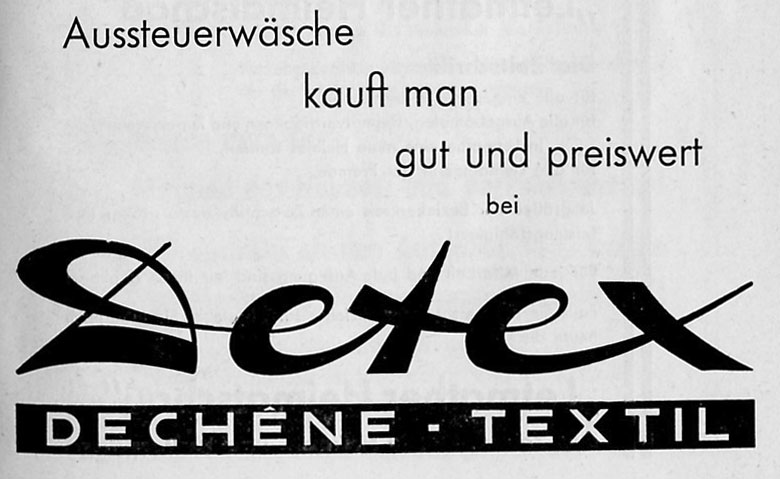 Aussteuerwäsche
kauft man
gut und preiswert
bei
Detex
DECHÊNE - TEXTIL